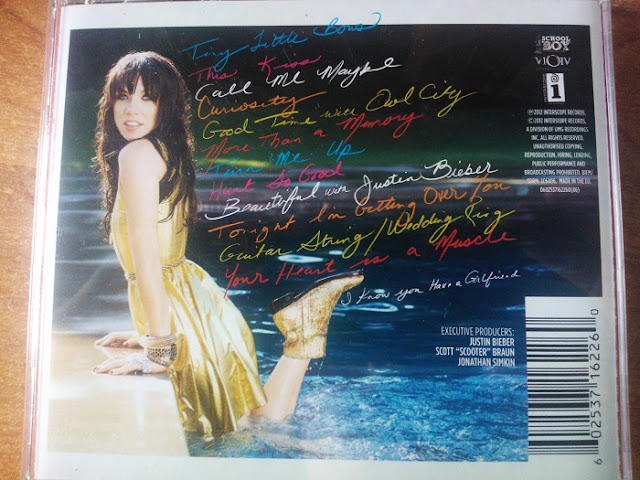 Tiny Little Bows
This Kiss
Call Me Maybe
Curiosity
Good Time with Owl City
More Than a Memory
Turn Me Up
Hurt So Good
Beautiful with Justin Bieber
Tonight I'm Getting Over You
Guitar String/Wedding Ring
Your Heart is a Muscle
I Know you Have a Girlfriend
SCHOOL
BOY
i
℗ 2012 INTERSCOPE RECORDS,
© 2012 INTERSCOPE RECORDS,
A DIVISION OF UMG RECORDINGS
INC. ALL RIGHTS RESERVED.
UNAUTHORISED COPYING,
REPRODUCTION, HIRING, LENDING,
PUBLIC PERFORMANCE AND
BROADCASTING PROHIBITED. BIEM/
MADE IN THE EU.
EXECUTIVE PRODUCERS:
JUSTIN BIEBER
SCOTT "SCOOTER" BRAUN
JONATHAN SIMKIN
6 02537 16226 0